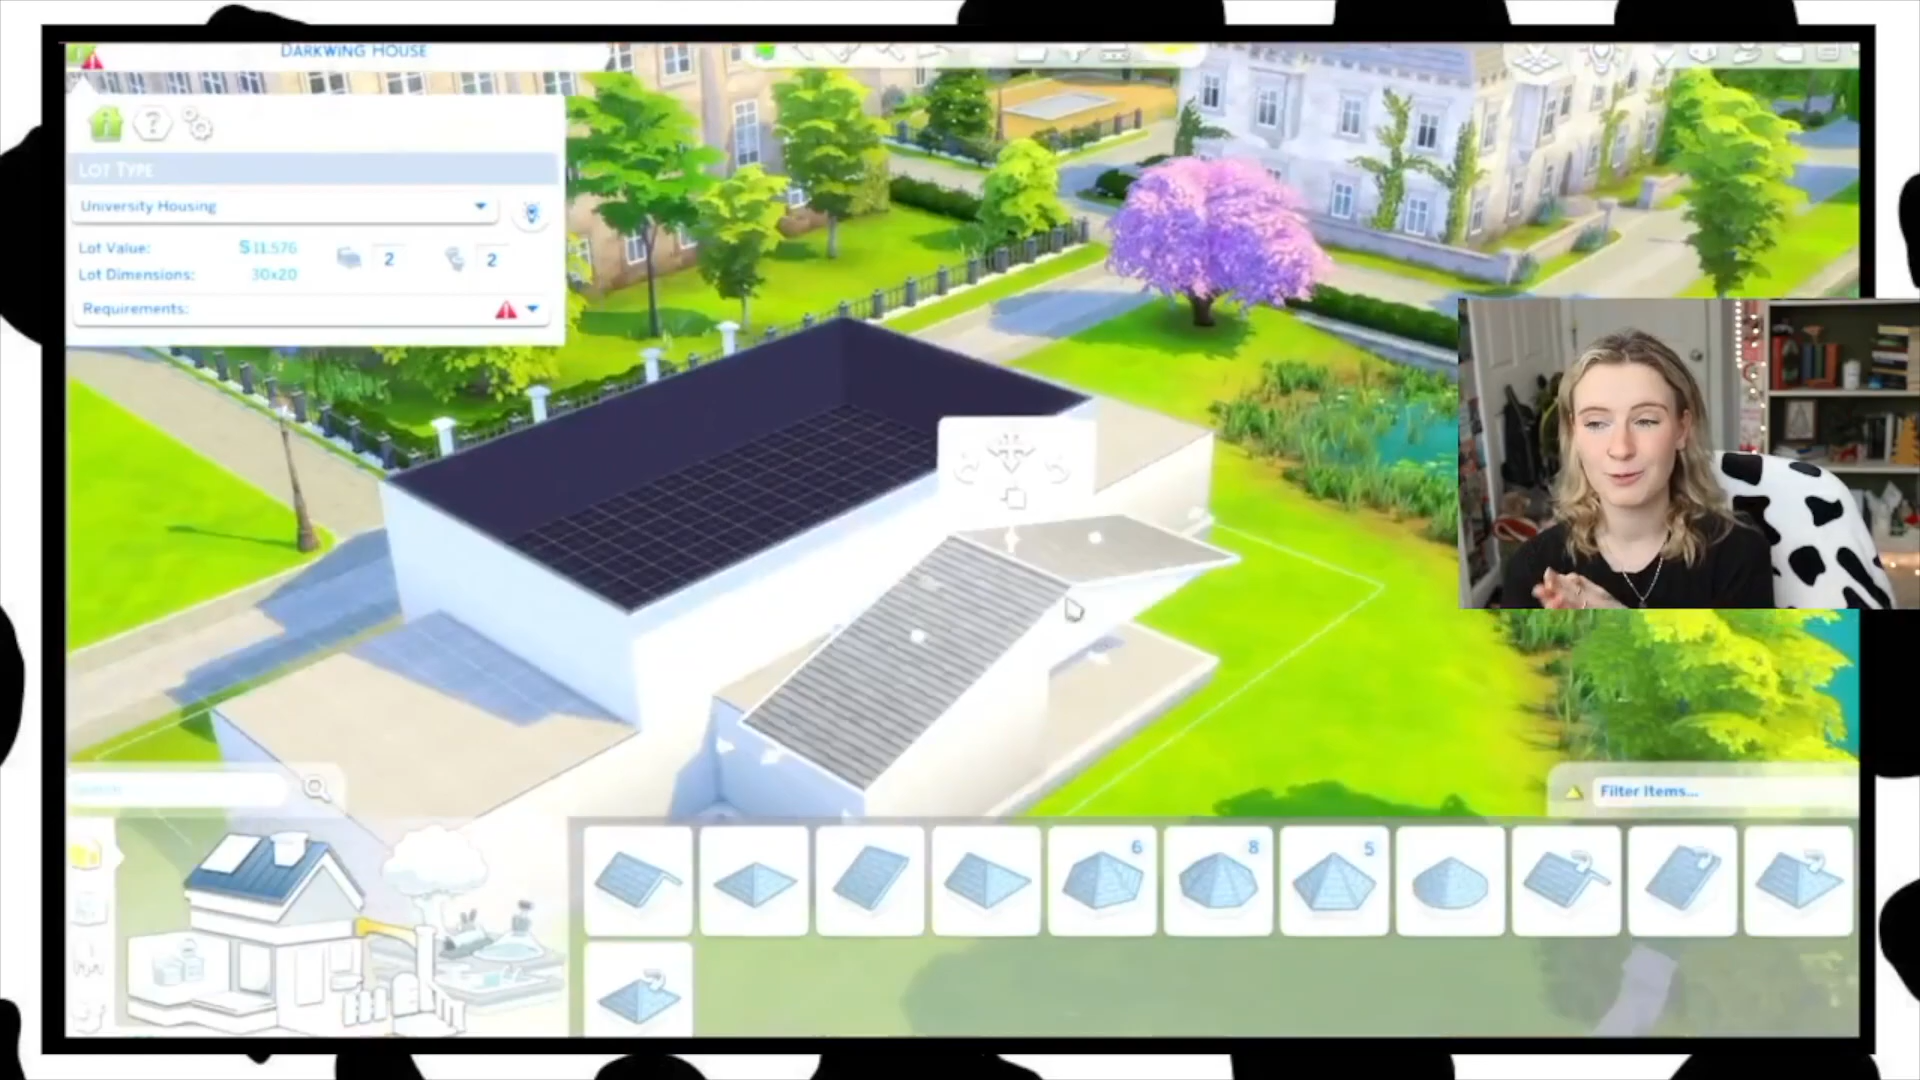 DARKWING HOUSE
LOT TYPE
University Housing
Lot Value: $11,576 2 2
Lot Dimensions: 30x20
Requirements:
Filter Items...
6 8 5